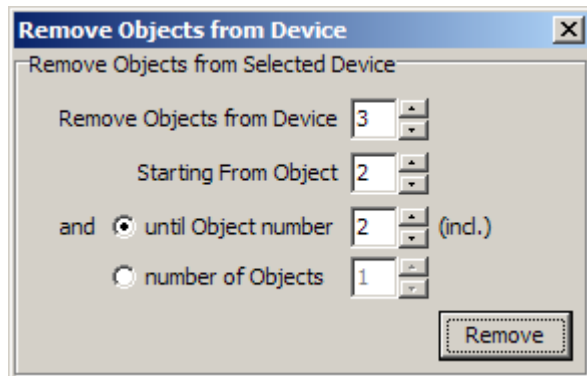 Remove Objects from Device
Remove Objects from Selected Device
Remove Objects from Device 3
Starting From Object 2
and until Object number 2 (incl.)
number of Objects 1
Remove